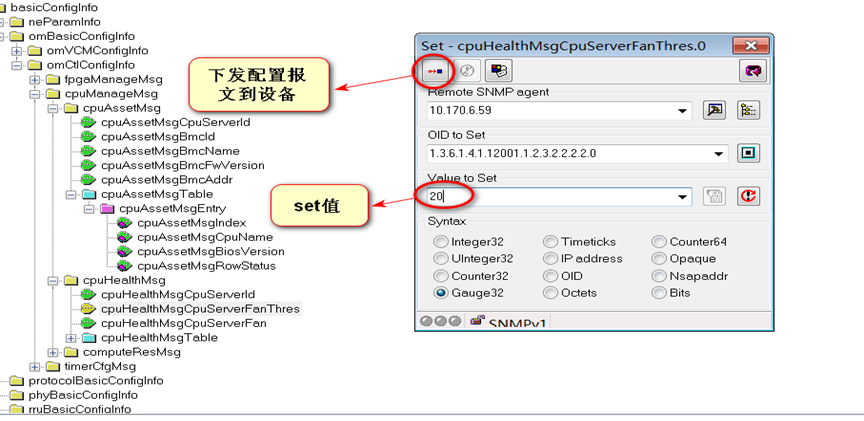 basicConfigInfo
neParamInfo
omBasicConfigInfo
omVCMConfigInfo
omCtlConfigInfo
fpgaManageMsg
cpuManageMsg
cpuAssetMsg
cpuAssetMsgCpuServerId
cpuAssetMsgBmcId
cpuAssetMsgBmcName
cpuAssetMsgBmcFwVersion
cpuAssetMsgBmcAddr
cpuAssetMsgTable
cpuAssetMsgEntry
cpuAssetMsgIndex
cpuAssetMsgCpuName
cpuAssetMsgBiosVersion
cpuAssetMsgRowStatus
cpuHealthMsg
cpuHealthMsgCpuServerId
cpuHealthMsgCpuServerFanThres
cpuHealthMsgCpuServerFan
cpuHealthMsgTable
computeResMsg
timerCfgMsg
protocolBasicConfigInfo
phyBasicConfigInfo
rruBasicConfigInfo
下发配置报
文到设备
set值
Set - cpuHealthMsgCpuServerFanThres.0
Remote SNMP agent
10.170.6.59
OID to Set
1.3.6.1.4.1.12001.1.2.3.2.2.2.2.0
Value to Set
20
Syntax
Integer32 Timeticks Counter64
UInteger32 IP address Opaque
Counter32 OID Nsapaddr
Gauge32 Octets Bits
SNMPv1